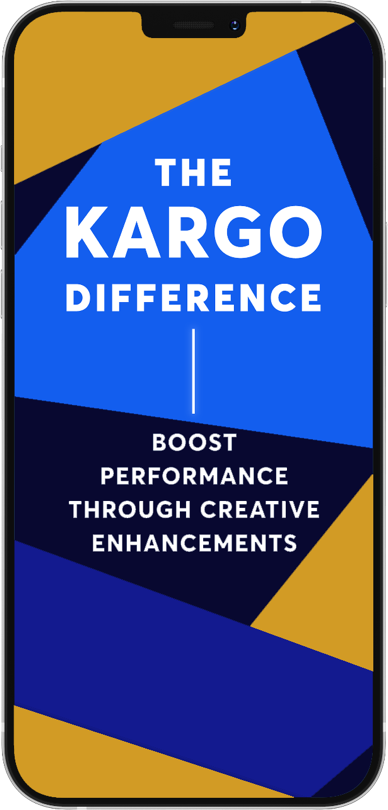 THE
KARGO
DIFFERENCE
BOOST
PERFORMANCE
THROUGH CREATIVE
ENHANCEMENTS